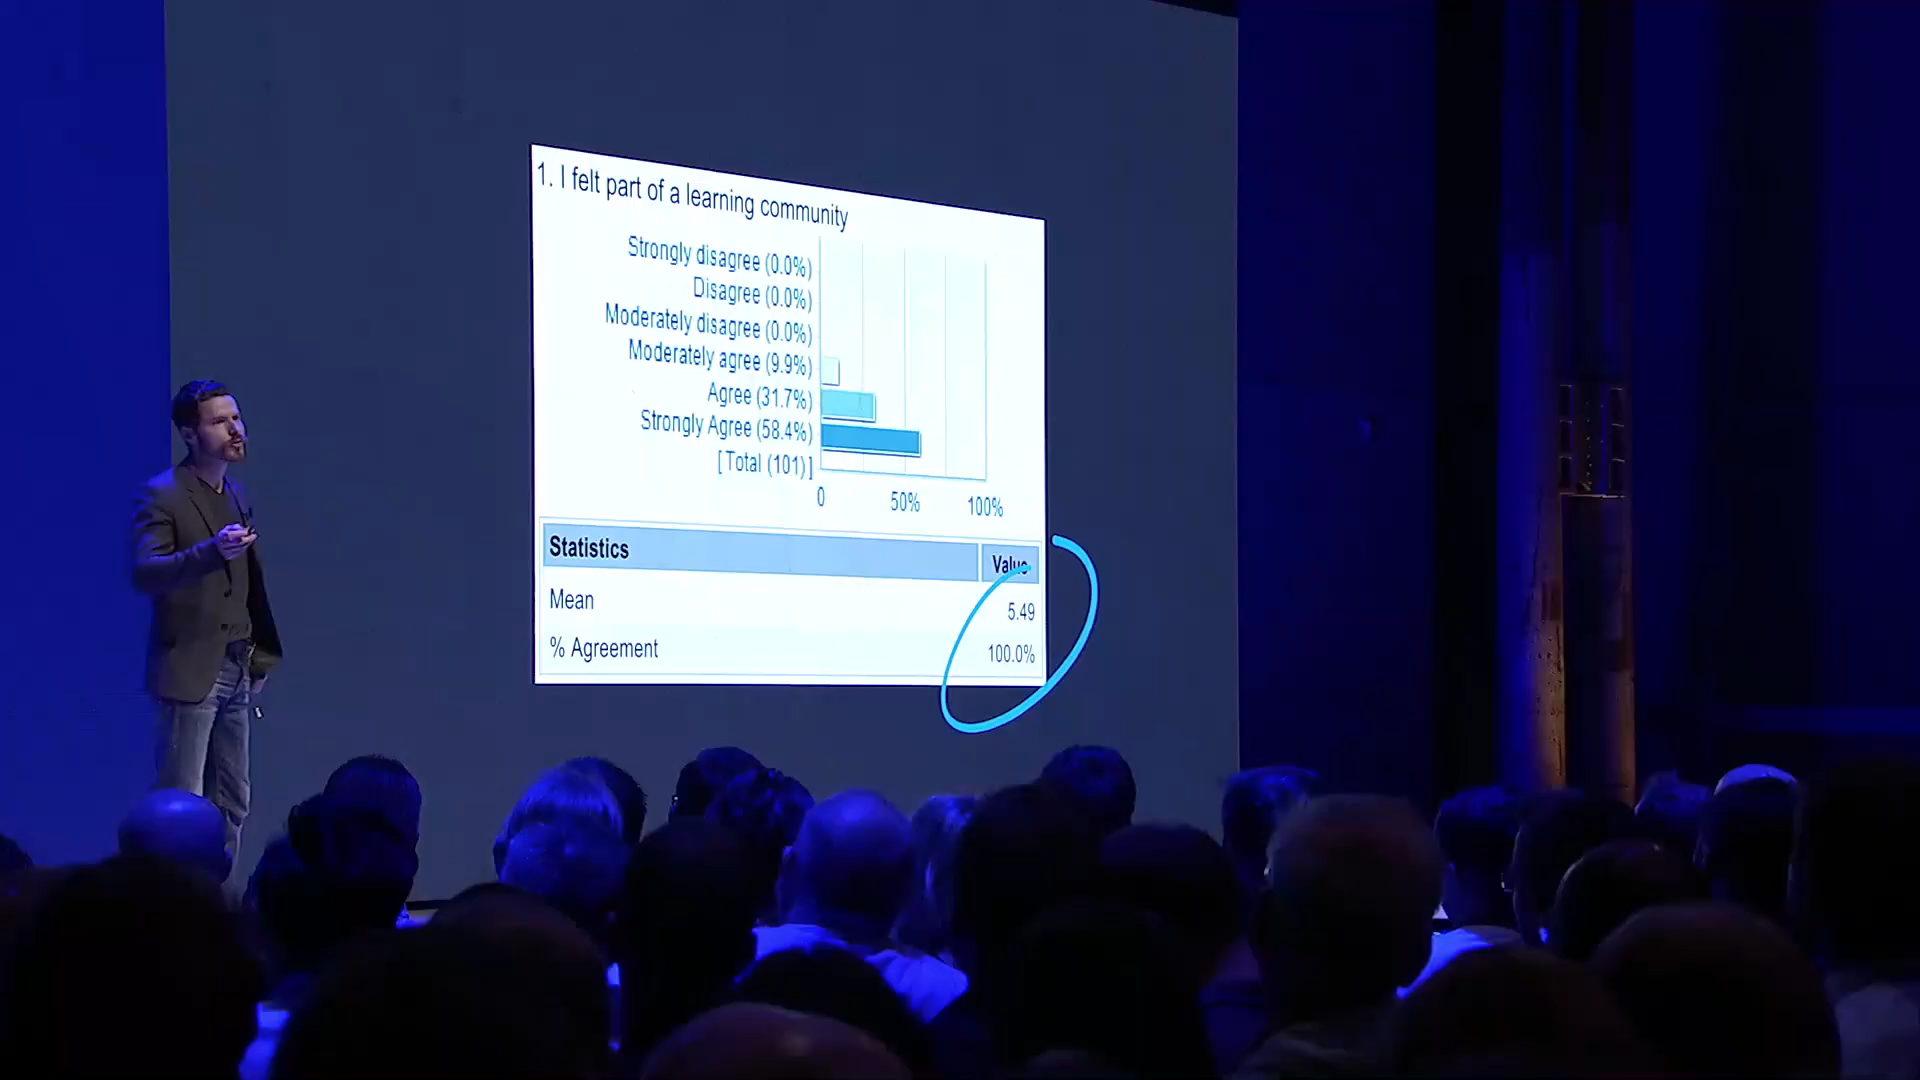 1. I felt part of a learning community
Strongly disagree (0.0%)
Disagree (0.0%)
Moderately disagree (0.0%)
Moderately agree (9.9%)
Agree (31.7%)
Strongly Agree (58.4%)
[ Total (101) ]
0 50% 100%
Statistics Value
Mean 5.49
% Agreement 100.0%